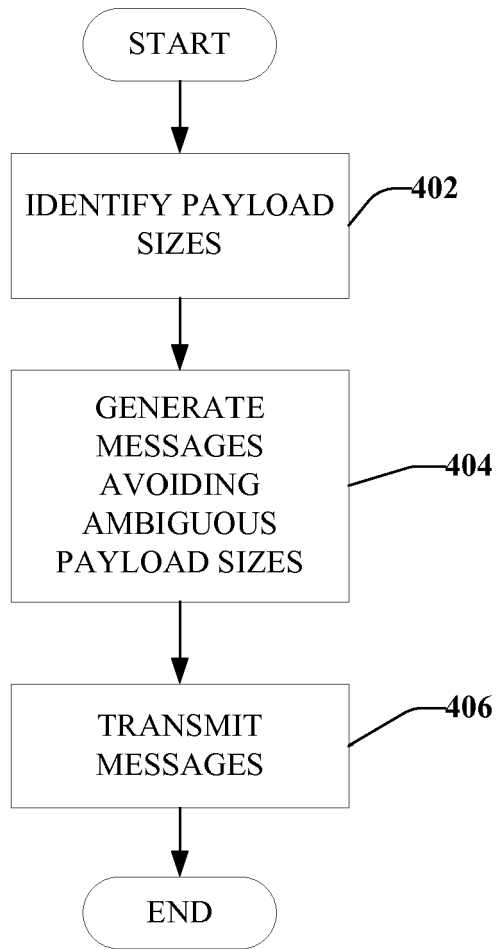 START
IDENTIFY PAYLOAD
SIZES
402
GENERATE
MESSAGES
AVOIDING
AMBIGUOUS
PAYLOAD SIZES
404
TRANSMIT
MESSAGES
406
END